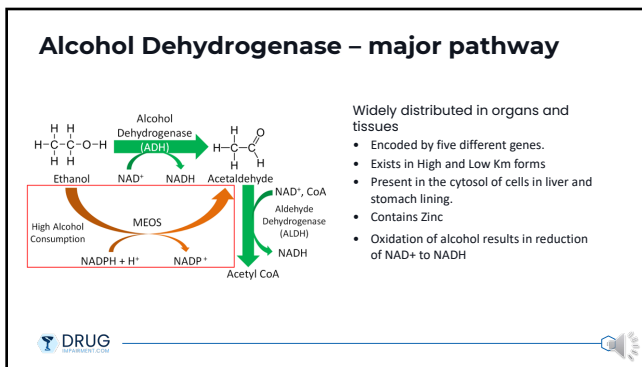 Alcohol Dehydrogenase – major pathway
Alcohol
Dehydrogenase
(ADH)
H H
H-C-C-O-H
H H
Ethanol
NAD⁺
NADH
H O
H-C-C
H H
Acetaldehyde
High Alcohol
Consumption
MEOS
NADPH + H⁺
NADP⁺
NAD⁺, CoA
Aldehyde
Dehydrogenase
(ALDH)
NADH
Acetyl CoA
Widely distributed in organs and
tissues
• Encoded by five different genes.
• Exists in High and Low Km forms
• Present in the cytosol of cells in liver and
stomach lining.
• Contains Zinc
• Oxidation of alcohol results in reduction
of NAD+ to NADH
DRUG
IMPAIRMENT.COM